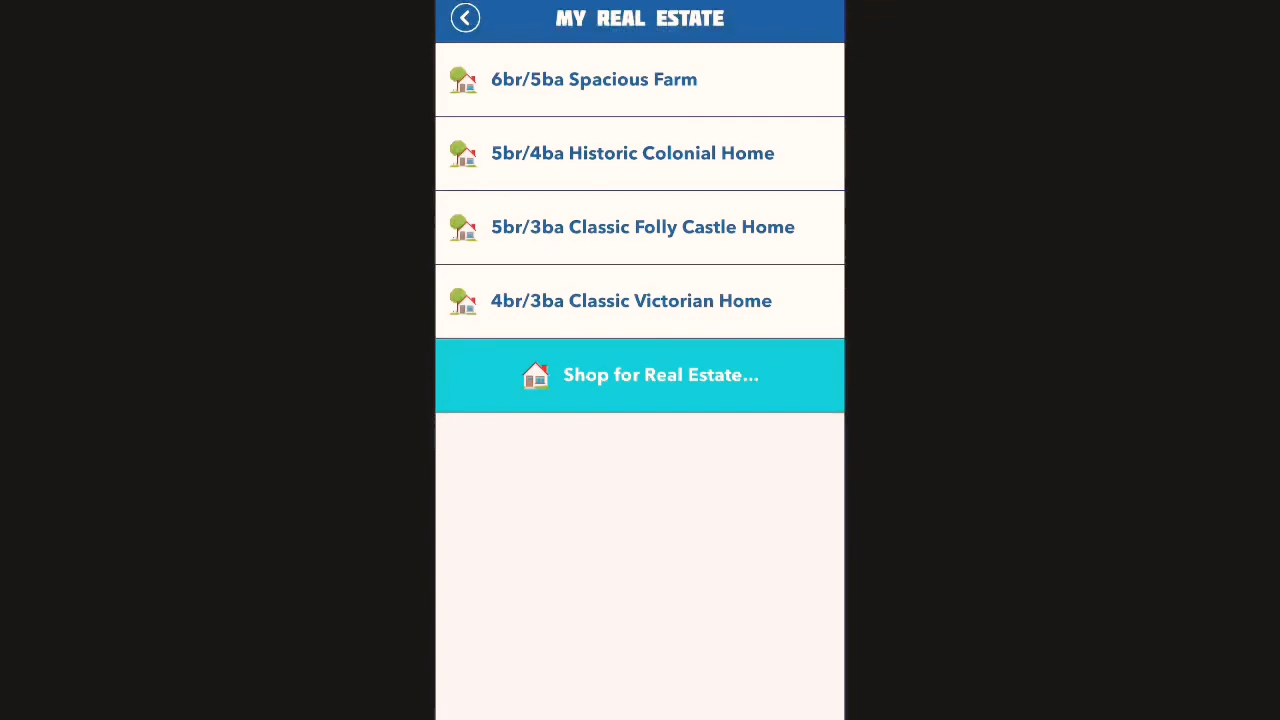 MY REAL ESTATE
6br/5ba Spacious Farm
5br/4ba Historic Colonial Home
5br/3ba Classic Folly Castle Home
4br/3ba Classic Victorian Home
Shop for Real Estate...